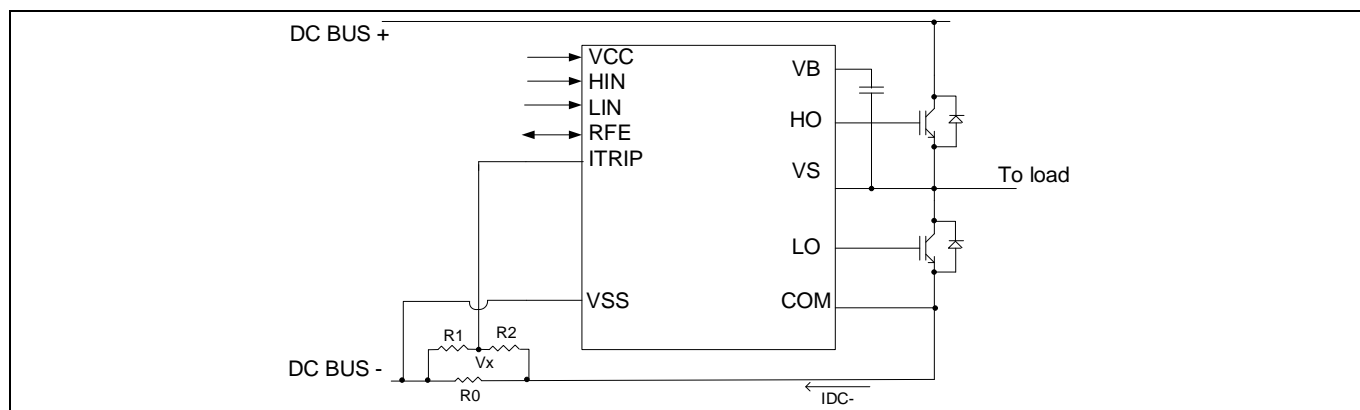 DC BUS +
VCC
HIN
LIN
RFE
ITRIP
VSS
VB
HO
VS
LO
COM
To load
R1
R2
Vx
DC BUS -
R0
IDC-